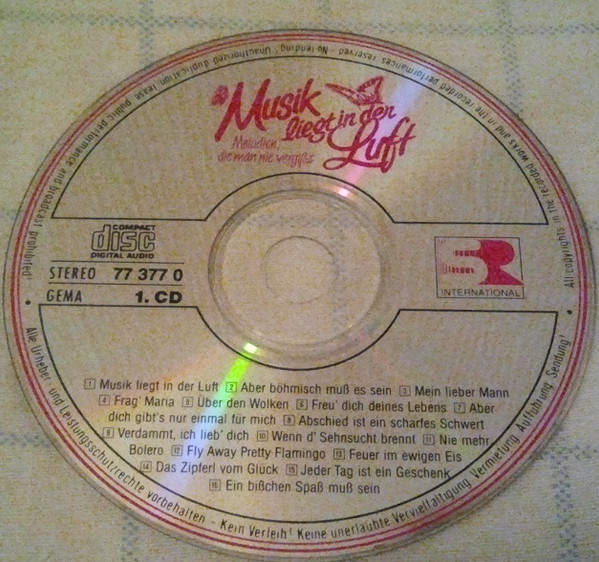 Musik
liegt in der
Luft
Melodien,
die man nie vergißt
COMPACT
disc
DIGITAL AUDIO
STEREO 77 377 0
GEMA 1. CD
INTERNATIONAL
1 Musik liegt in der Luft 2 Aber böhmisch muß es sein 3 Mein lieber Mann
4 Frag' Maria 5 Über den Wolken 6 Freu' dich deines Lebens 7 Aber
dich gibt's nur einmal für mich 8 Abschied ist ein scharfes Schwert
9 Verdammt, ich lieb' dich 10 Wenn d' Sehnsucht brennt 11 Nie mehr
Bolero 12 Fly Away Pretty Flamingo 13 Feuer im ewigen Eis
14 Das Zipferl vom Glück 15 Jeder Tag ist ein Geschenk
16 Ein bißchen Spaß muß sein
Alle Urheber- und Leistungsschutzrechte vorbehalten - Kein Verleih! Keine unerlaubte Vervielfältigung, Vermietung, Aufführung, Sendung!
All copyrights in the recorded works and in the recorded performances reserved - No lending! Unauthorized duplication, lease, public performance and broadcast prohibited!